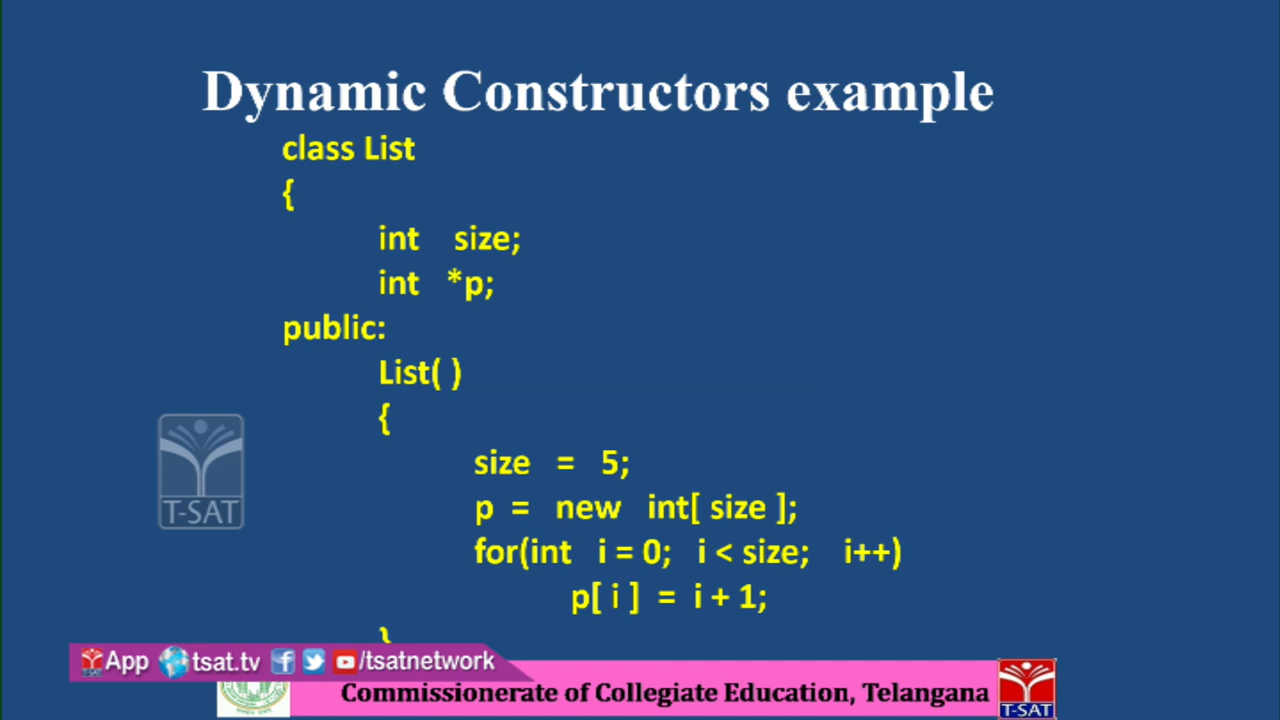 Dynamic Constructors example
class List
{
int size;
int *p;
public:
List( )
{
size = 5;
p = new int[ size ];
for(int i = 0; i < size; i++)
p[ i ] = i + 1;
}
T-SAT
App tsat.tv /tsatnetwork
Commissionerate of Collegiate Education, Telangana
T-SAT